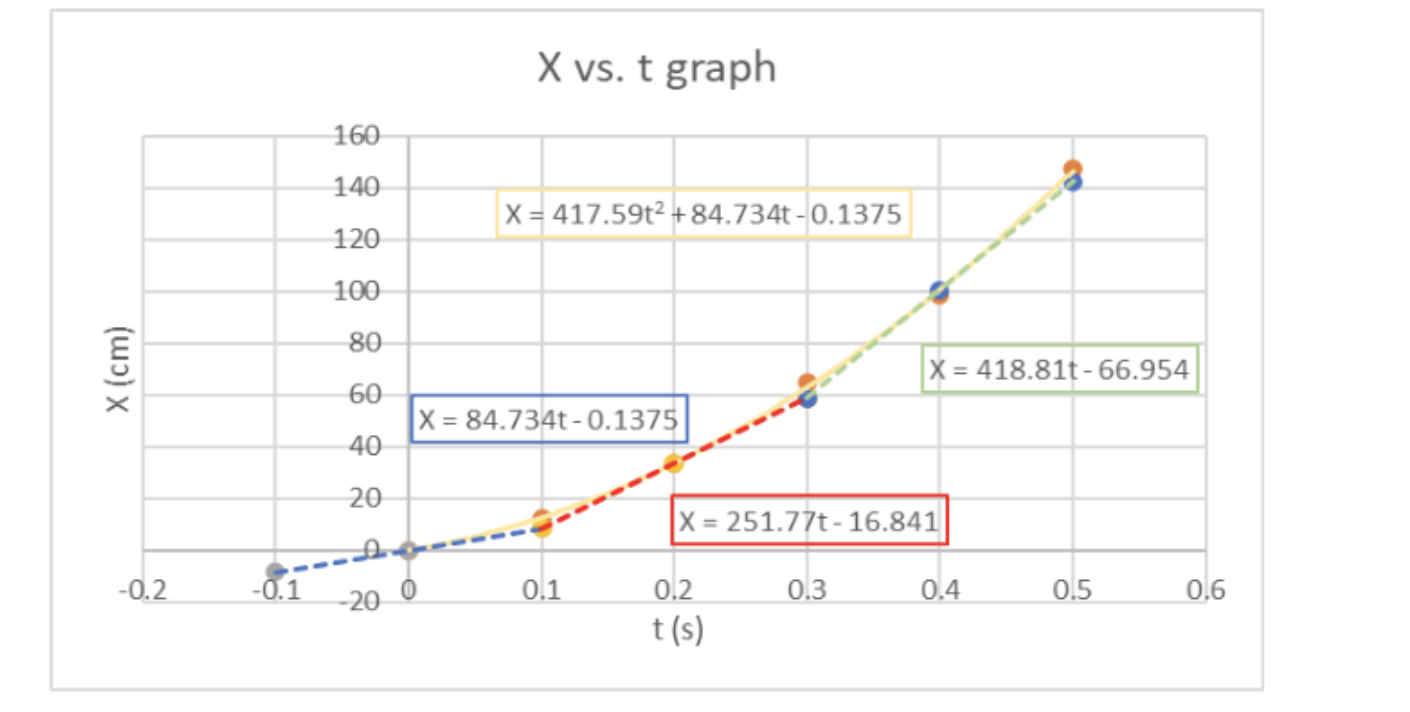 X vs. t graph
160
140
120
100
80
60
40
20
0
-20
X (cm)
X = 417.59t² + 84.734t - 0.1375
X = 418.81t - 66.954
X = 84.734t - 0.1375
X = 251.77t - 16.841
-0.2 -0.1 0 0.1 0.2 0.3 0.4 0.5 0.6
t (s)